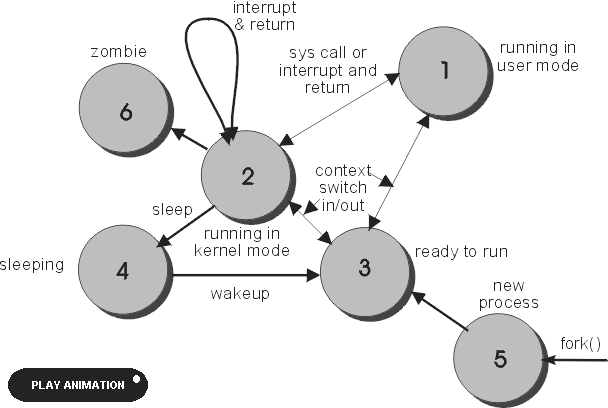 interrupt
& return
zombie
sys call or
interrupt and
return
running in
user mode
1
6
2
context
switch
in/out
sleep
running in
kernel mode
sleeping
4
3
ready to run
wakeup
new
process
fork()
5
PLAY ANIMATION